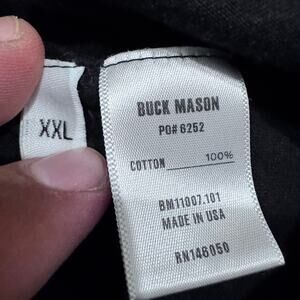 XXL
BUCK MASON
PO# 6252
COTTON 100%
BM11007.101
MADE IN USA
RN146050